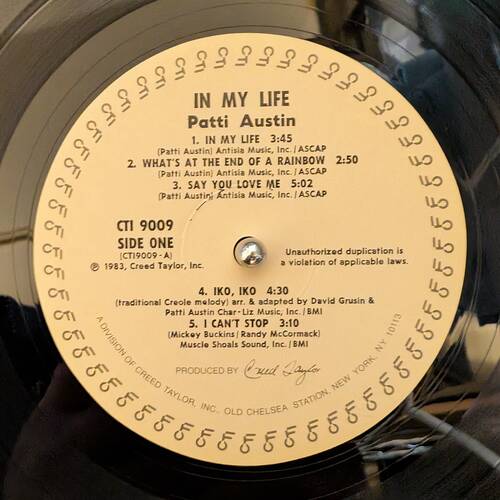 IN MY LIFE
Patti Austin
1. IN MY LIFE 3:45
(Patti Austin) Antisia Music, Inc./ASCAP
2. WHAT'S AT THE END OF A RAINBOW 2:50
(Patti Austin) Antisia Music, Inc./ASCAP
3. SAY YOU LOVE ME 5:02
(Patti Austin) Antisia Music, Inc./ASCAP
CTI 9009
SIDE ONE
(CTI9009-A)
℗ 1983, Creed Taylor, Inc.
Unauthorized duplication is
a violation of applicable laws.
4. IKO, IKO 4:30
(traditional Creole melody) arr. & adapted by David Grusin &
Patti Austin Char-Liz Music, Inc./BMI
5. I CAN'T STOP 3:10
(Mickey Buckins/Randy McCormack)
Muscle Shoals Sound, Inc./BMI
PRODUCED BY Creed Taylor
A DIVISION OF CREED TAYLOR, INC., OLD CHELSEA STATION, NEW YORK, NY 10113